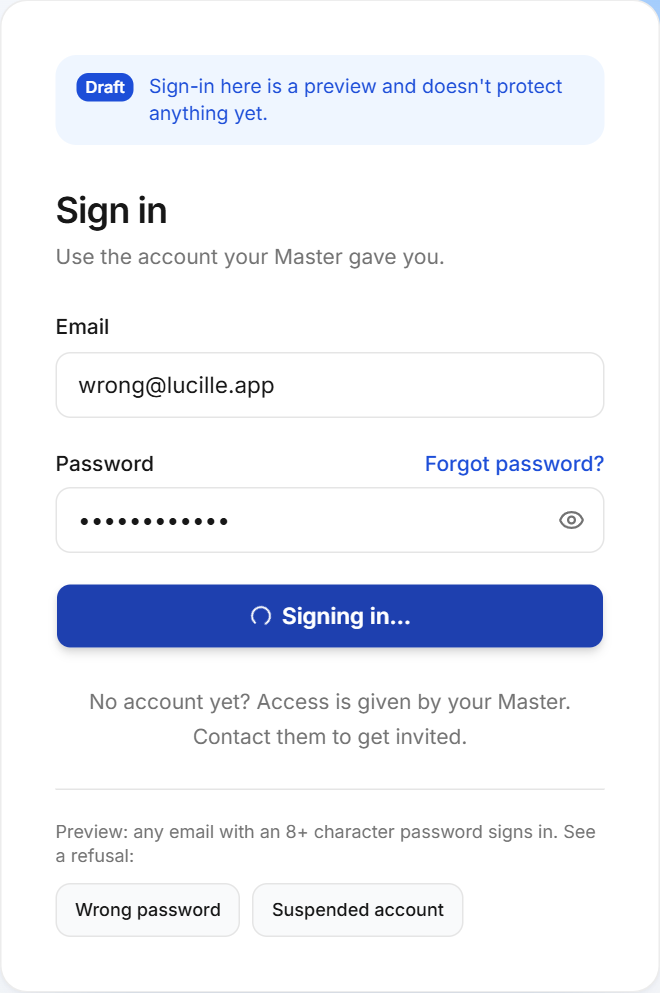 Draft
Sign-in here is a preview and doesn't protect
anything yet.
Sign in
Use the account your Master gave you.
Email
wrong@lucille.app
Password
Forgot password?
••••••••••••
Signing in...
No account yet? Access is given by your Master.
Contact them to get invited.
Preview: any email with an 8+ character password signs in. See
a refusal:
Wrong password
Suspended account